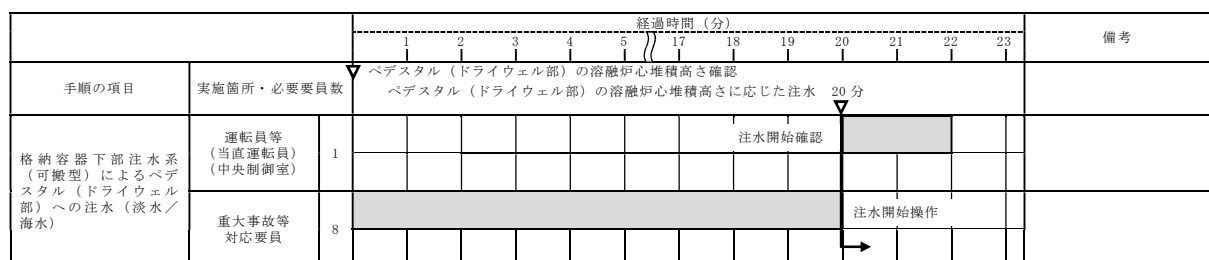 経過時間（分）
1 2 3 4 5 17 18 19 20 21 22 23
備考
手順の項目
実施箇所・必要要員数
ペデスタル（ドライウェル部）の溶融炉心堆積高さ確認
ペデスタル（ドライウェル部）の溶融炉心堆積高さに応じた注水 20分
格納容器下部注水系
（可搬型）によるペデ
スタル（ドライウェル
部）への注水（淡水／
海水）
運転員等
（当直運転員）
（中央制御室）
1
注水開始確認
重大事故等
対応要員
8
注水開始操作